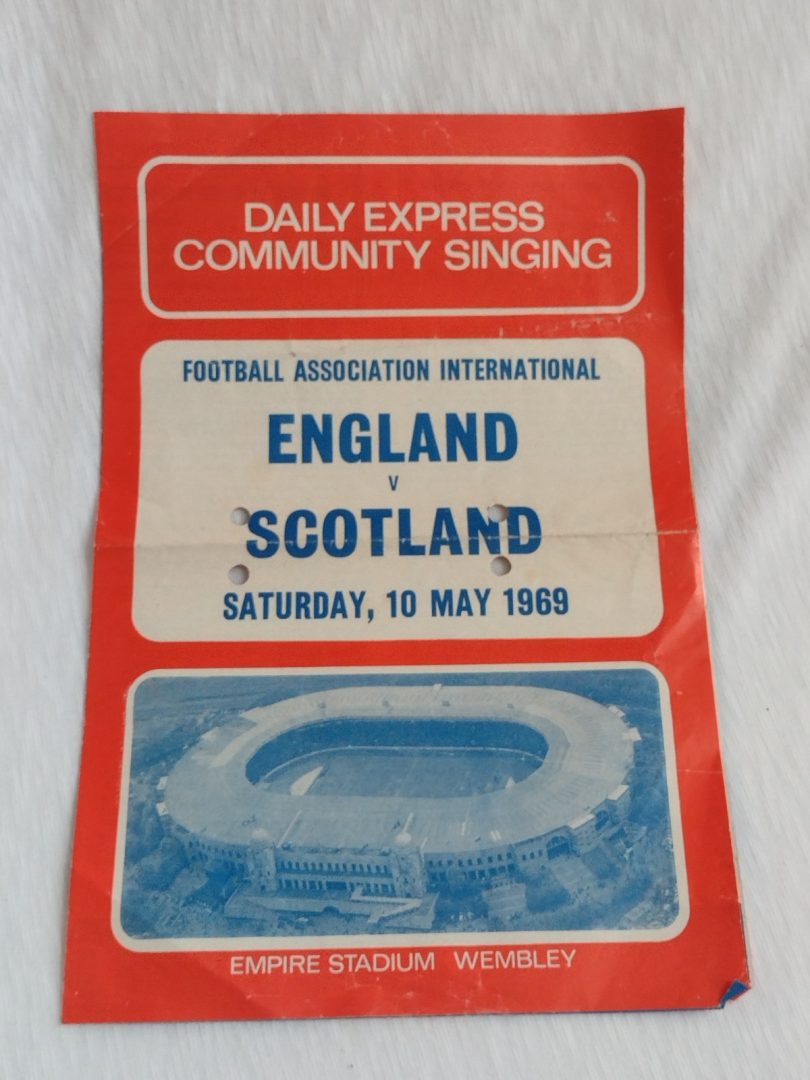 DAILY EXPRESS
COMMUNITY SINGING
FOOTBALL ASSOCIATION INTERNATIONAL
ENGLAND
V
SCOTLAND
SATURDAY, 10 MAY 1969
EMPIRE STADIUM WEMBLEY